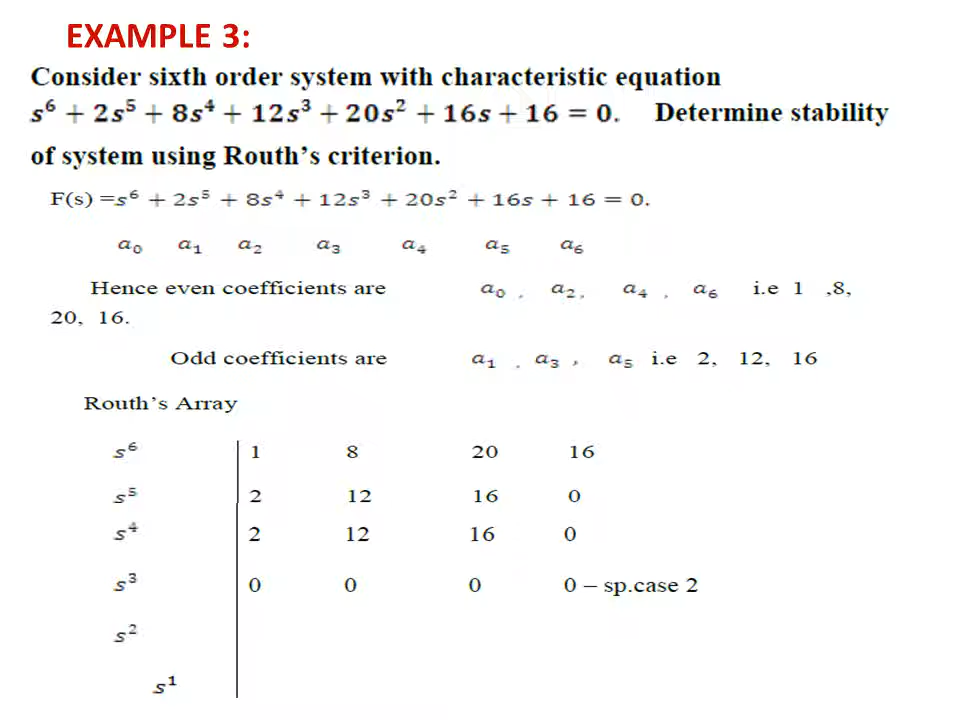 EXAMPLE 3:
Consider sixth order system with characteristic equation
s⁶ + 2s⁵ + 8s⁴ + 12s³ + 20s² + 16s + 16 = 0. Determine stability
of system using Routh's criterion.
F(s) =s⁶ + 2s⁵ + 8s⁴ + 12s³ + 20s² + 16s + 16 = 0.
a₀ a₁ a₂ a₃ a₄ a₅ a₆
Hence even coefficients are a₀ , a₂, a₄ , a₆ i.e 1 ,8,
20, 16.
Odd coefficients are a₁ , a₃ , a₅ i.e 2, 12, 16
Routh's Array
s⁶ 1 8 20 16
s⁵ 2 12 16 0
s⁴ 2 12 16 0
s³ 0 0 0 0 – sp.case 2
s²
s¹